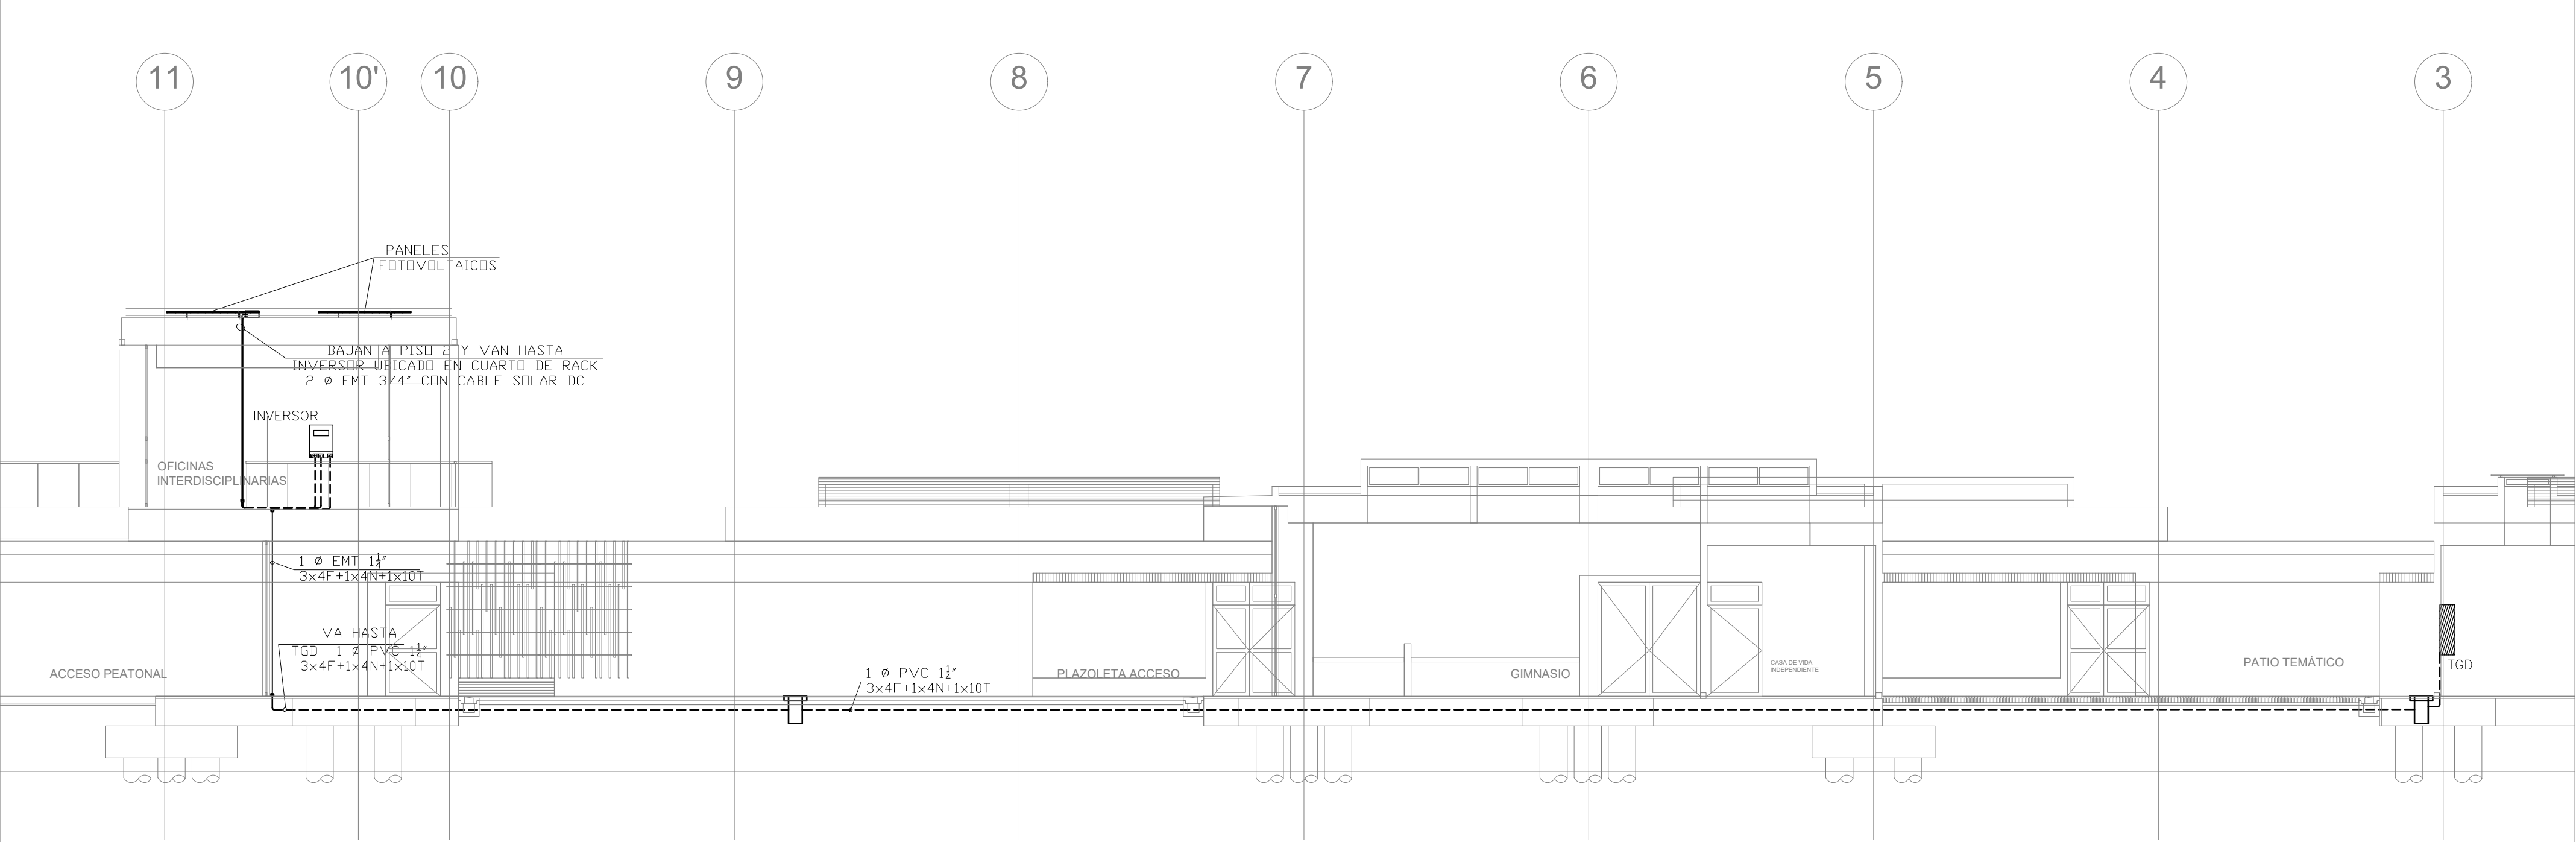 11
10'
10
9
8
7
6
5
4
3
PANELES
FOTOVOLTAICOS
BAJAN A PISO 2 Y VAN HASTA
INVERSOR UBICADO EN CUARTO DE RACK
2 ø EMT 3/4" CON CABLE SOLAR DC
INVERSOR
OFICINAS
INTERDISCIPLINARIAS
1 ø EMT 1¼"
3x4F+1x4N+1x10T
VA HASTA
TGD 1 ø PVC 1¼"
3x4F+1x4N+1x10T
ACCESO PEATONAL
1 ø PVC 1¼"
3x4F+1x4N+1x10T
PLAZOLETA ACCESO
GIMNASIO
CASA DE VIDA
INDEPENDIENTE
PATIO TEMÁTICO
TGD